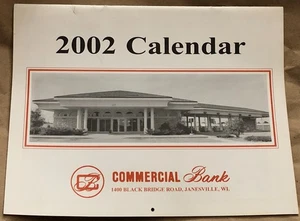 2002 Calendar
COMMERCIAL Bank
1400 BLACK BRIDGE ROAD, JANESVILLE, WI.